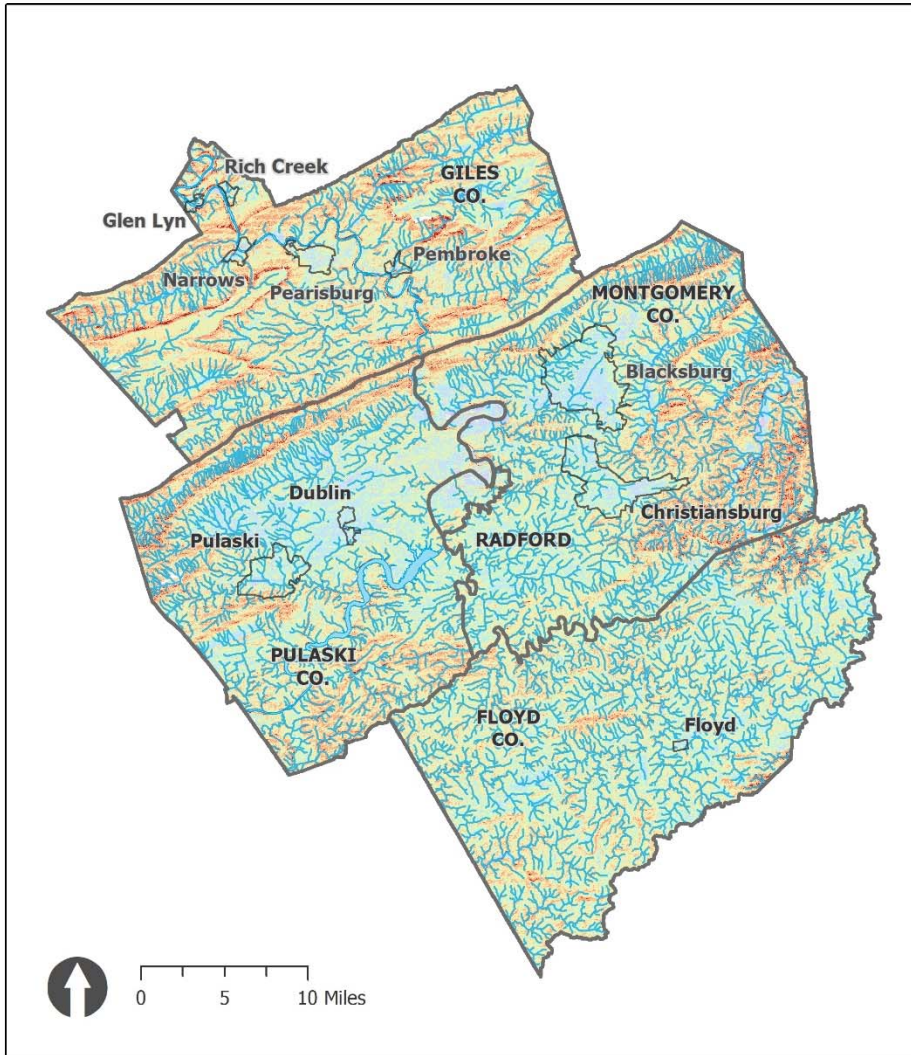 Rich Creek
GILES
CO.
Glen Lyn
Narrows
Pembroke
Pearisburg
MONTGOMERY
CO.
Blacksburg
Dublin
Christiansburg
Pulaski
RADFORD
PULASKI
CO.
FLOYD
CO.
Floyd
0 5 10 Miles